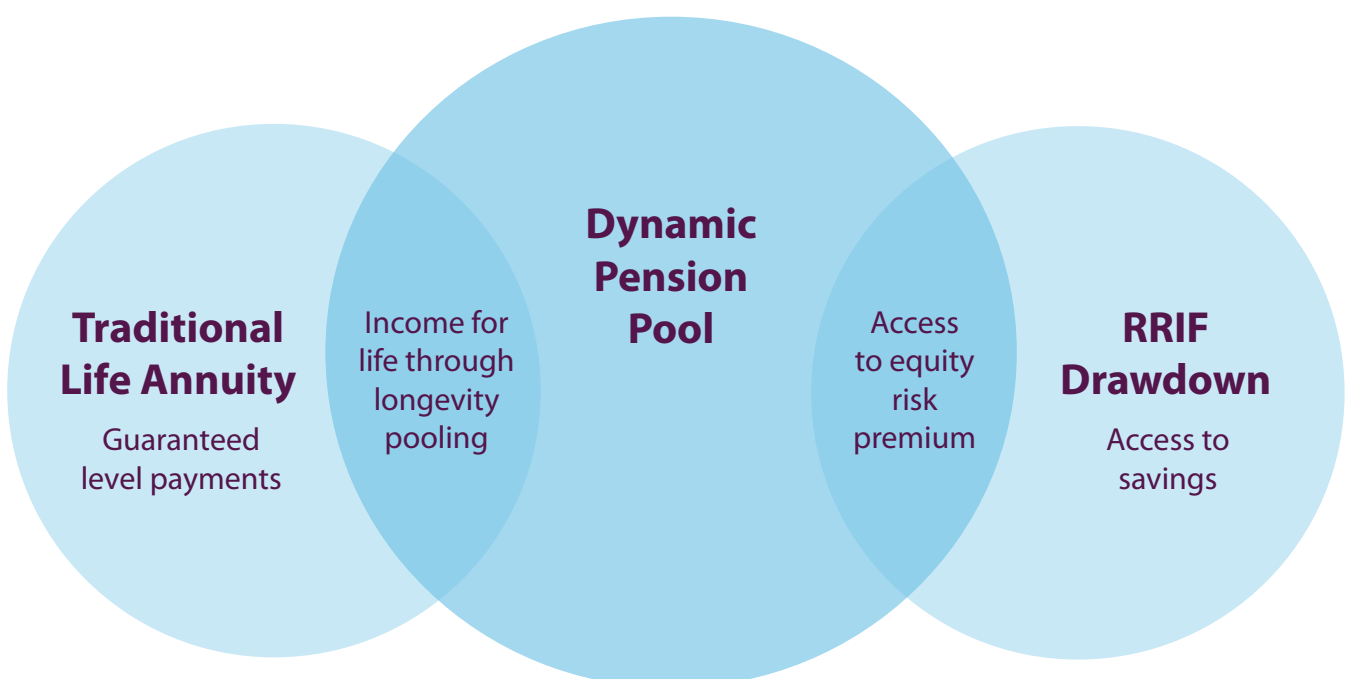 Traditional
Life Annuity
Guaranteed
level payments
Income for
life through
longevity
pooling
Dynamic
Pension
Pool
Access
to equity
risk
premium
RRIF
Drawdown
Access to
savings